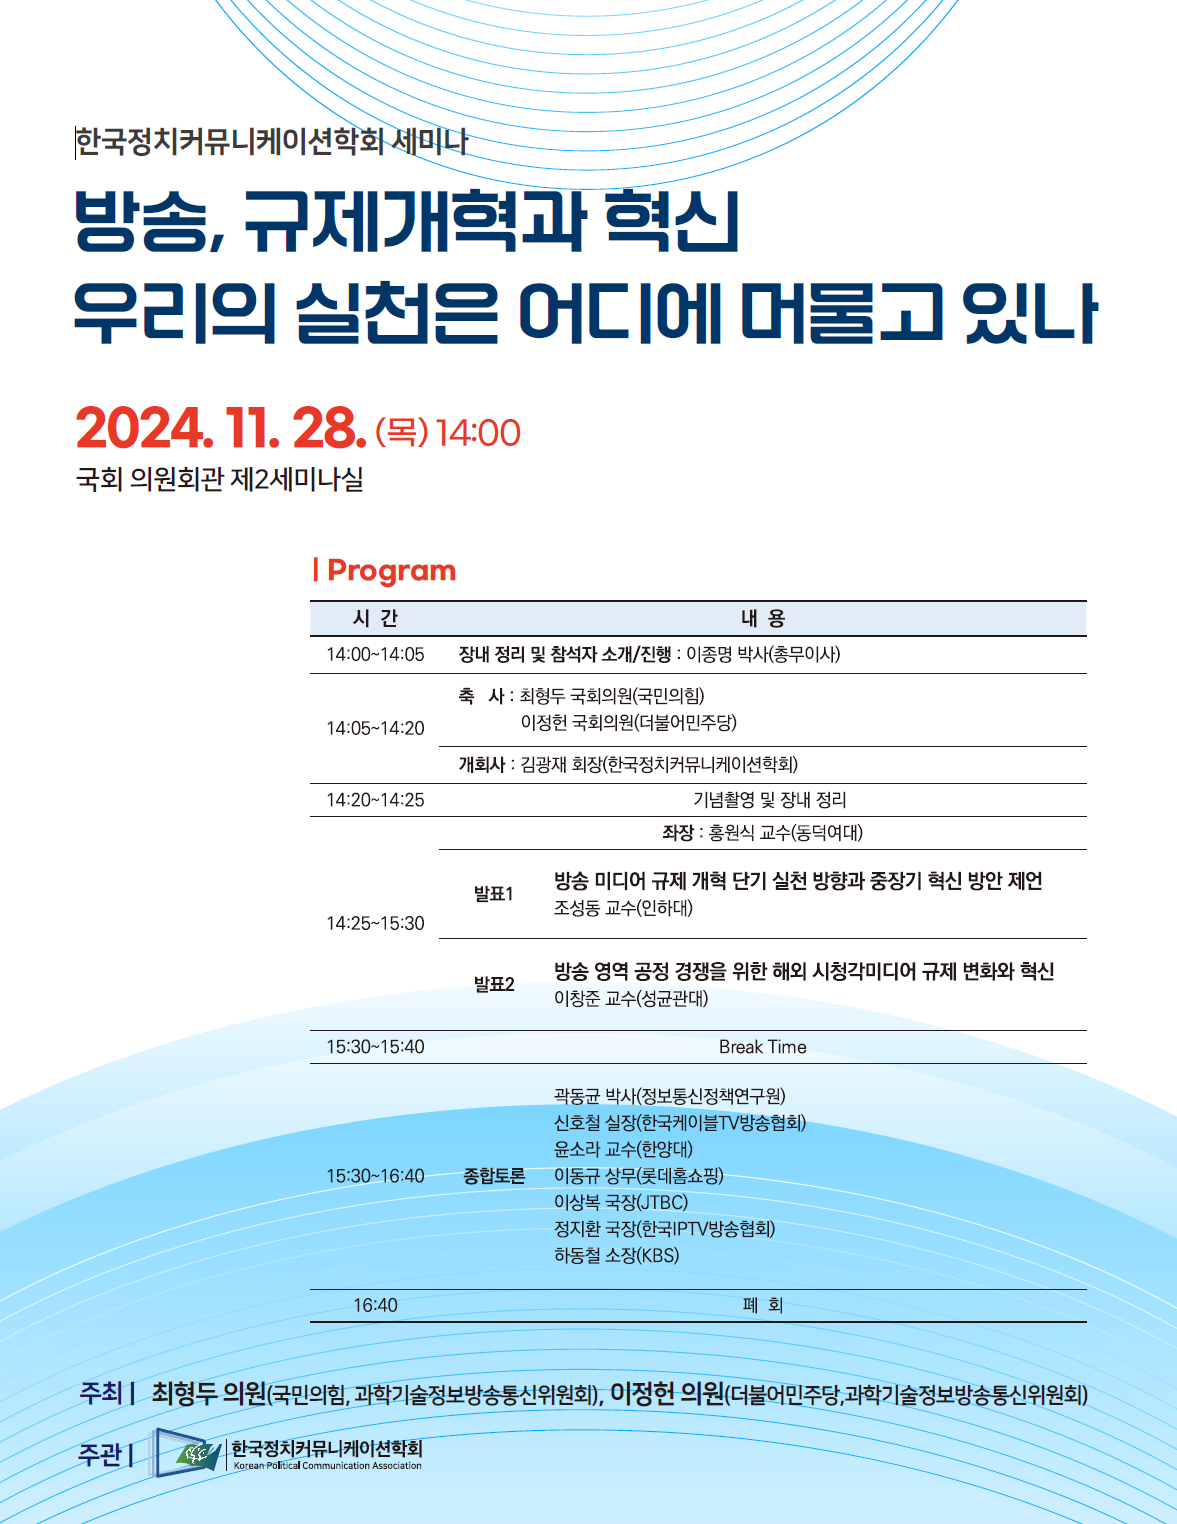 한국정치커뮤니케이션학회 세미나
방송, 규제개혁과 혁신
우리의 실천은 어디에 머물고 있나
2024. 11. 28. (목) 14:00
국회 의원회관 제2세미나실
Program
시 간 내 용
14:00~14:05 장내 정리 및 참석자 소개/진행 : 이종명 박사(총무이사)
14:05~14:20
축 사 : 최형두 국회의원(국민의힘)
이정헌 국회의원(더불어민주당)
개회사 : 김광재 회장(한국정치커뮤니케이션학회)
14:20~14:25 기념촬영 및 장내 정리
14:25~15:30
좌장 : 홍원식 교수(동덕여대)
발표1
방송 미디어 규제 개혁 단기 실천 방향과 중장기 혁신 방안 제언
조성동 교수(인하대)
발표2
방송 영역 공정 경쟁을 위한 해외 시청각미디어 규제 변화와 혁신
이창준 교수(성균관대)
15:30~15:40 Break Time
15:30~16:40 종합토론
곽동균 박사(정보통신정책연구원)
신호철 실장(한국케이블TV방송협회)
윤소라 교수(한양대)
이동규 상무(롯데홈쇼핑)
이상복 국장(JTBC)
정지환 국장(한국IPTV방송협회)
하동철 소장(KBS)
16:40 폐 회
주최 | 최형두 의원(국민의힘, 과학기술정보방송통신위원회), 이정헌 의원(더불어민주당,과학기술정보방송통신위원회)
주관 | 한국정치커뮤니케이션학회
Korean Political Communication Association